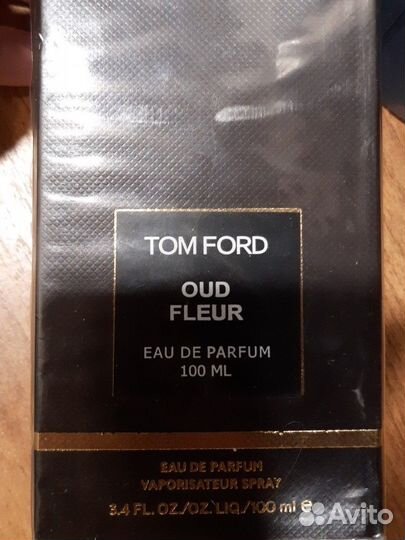 TOM FORD
OUD
FLEUR
EAU DE PARFUM
100 ML
EAU DE PARFUM
VAPORISATEUR SPRAY
3.4 FL. OZ./OZ. LIQ./100 ml e
Avito